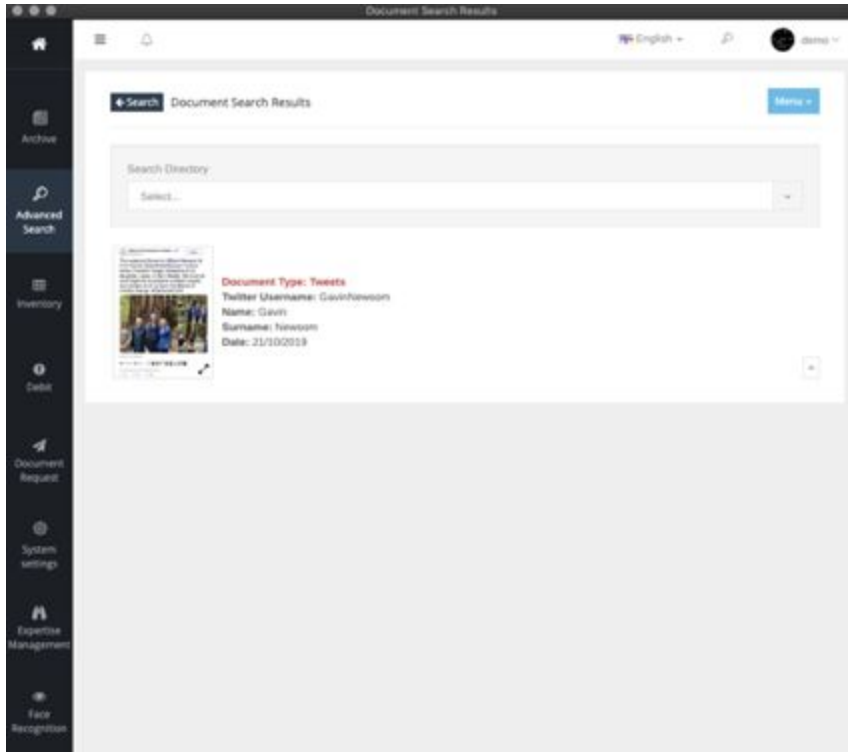 Document Search Results
English
demo
Search Document Search Results
Menu
Archive
Search Directory
Select...
Advanced
Search
Inventory
Document Type: Tweets
Twitter Username: GavinNewsom
Name: Gavin
Surname: Newsom
Date: 21/10/2019
Debit
Document
Request
System
settings
Expertise
Management
Face
Recognition